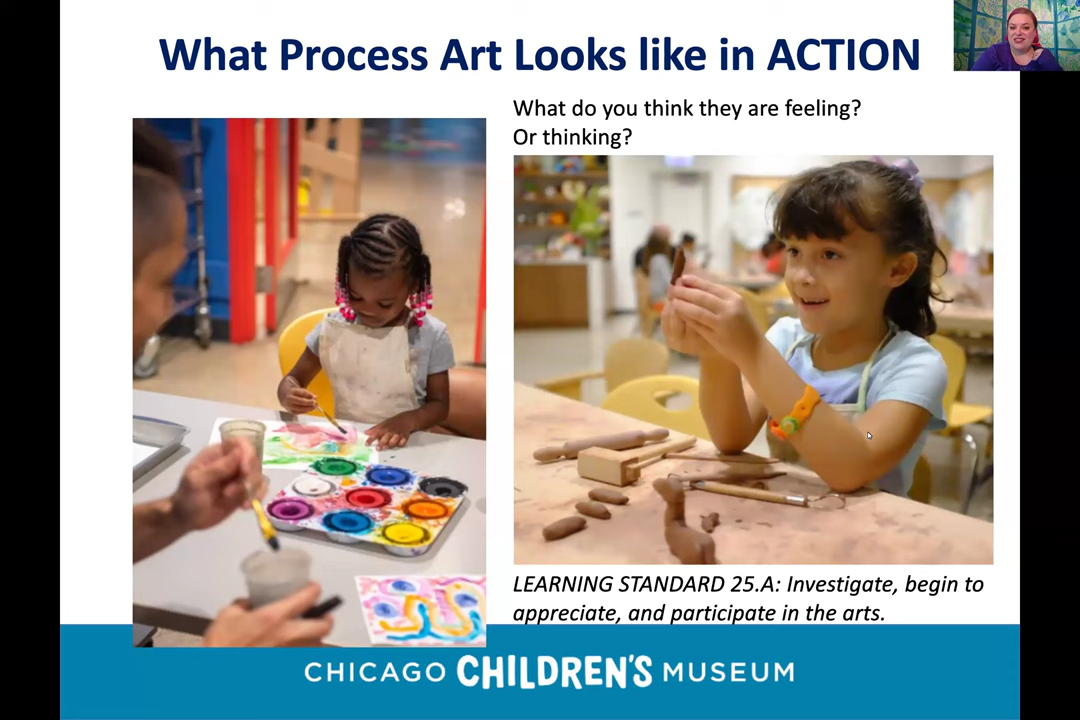 What Process Art Looks like in ACTION
What do you think they are feeling?
Or thinking?
LEARNING STANDARD 25.A: Investigate, begin to
appreciate, and participate in the arts.
CHICAGO CHILDREN'S MUSEUM